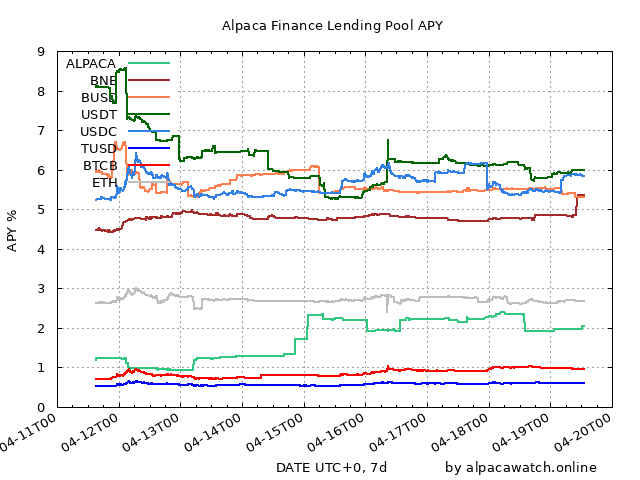 Alpaca Finance Lending Pool APY
APY %
9
8
7
6
5
4
3
2
1
0
ALPACA
BNB
BUSD
USDT
USDC
TUSD
BTCB
ETH
04-11T00
04-12T00
04-13T00
04-14T00
04-15T00
04-16T00
04-17T00
04-18T00
04-19T00
04-20T00
DATE UTC+0, 7d
by alpacawatch.online